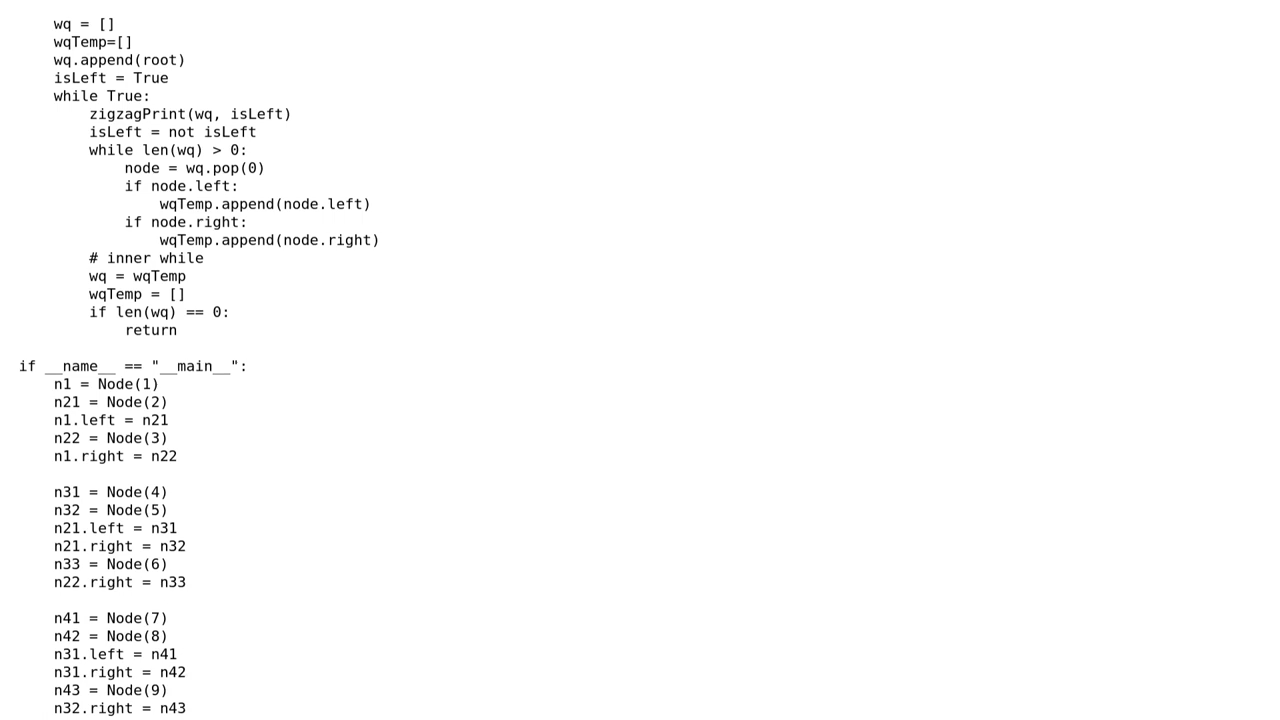 wq = []
    wqTemp=[]
    wq.append(root)
    isLeft = True
    while True:
        zigzagPrint(wq, isLeft)
        isLeft = not isLeft
        while len(wq) > 0:
            node = wq.pop(0)
            if node.left:
                wqTemp.append(node.left)
            if node.right:
                wqTemp.append(node.right)
        # inner while
        wq = wqTemp
        wqTemp = []
        if len(wq) == 0:
            return

if __name__ == "__main__":
    n1 = Node(1)
    n21 = Node(2)
    n1.left = n21
    n22 = Node(3)
    n1.right = n22

    n31 = Node(4)
    n32 = Node(5)
    n21.left = n31
    n21.right = n32
    n33 = Node(6)
    n22.right = n33

    n41 = Node(7)
    n42 = Node(8)
    n31.left = n41
    n31.right = n42
    n43 = Node(9)
    n32.right = n43